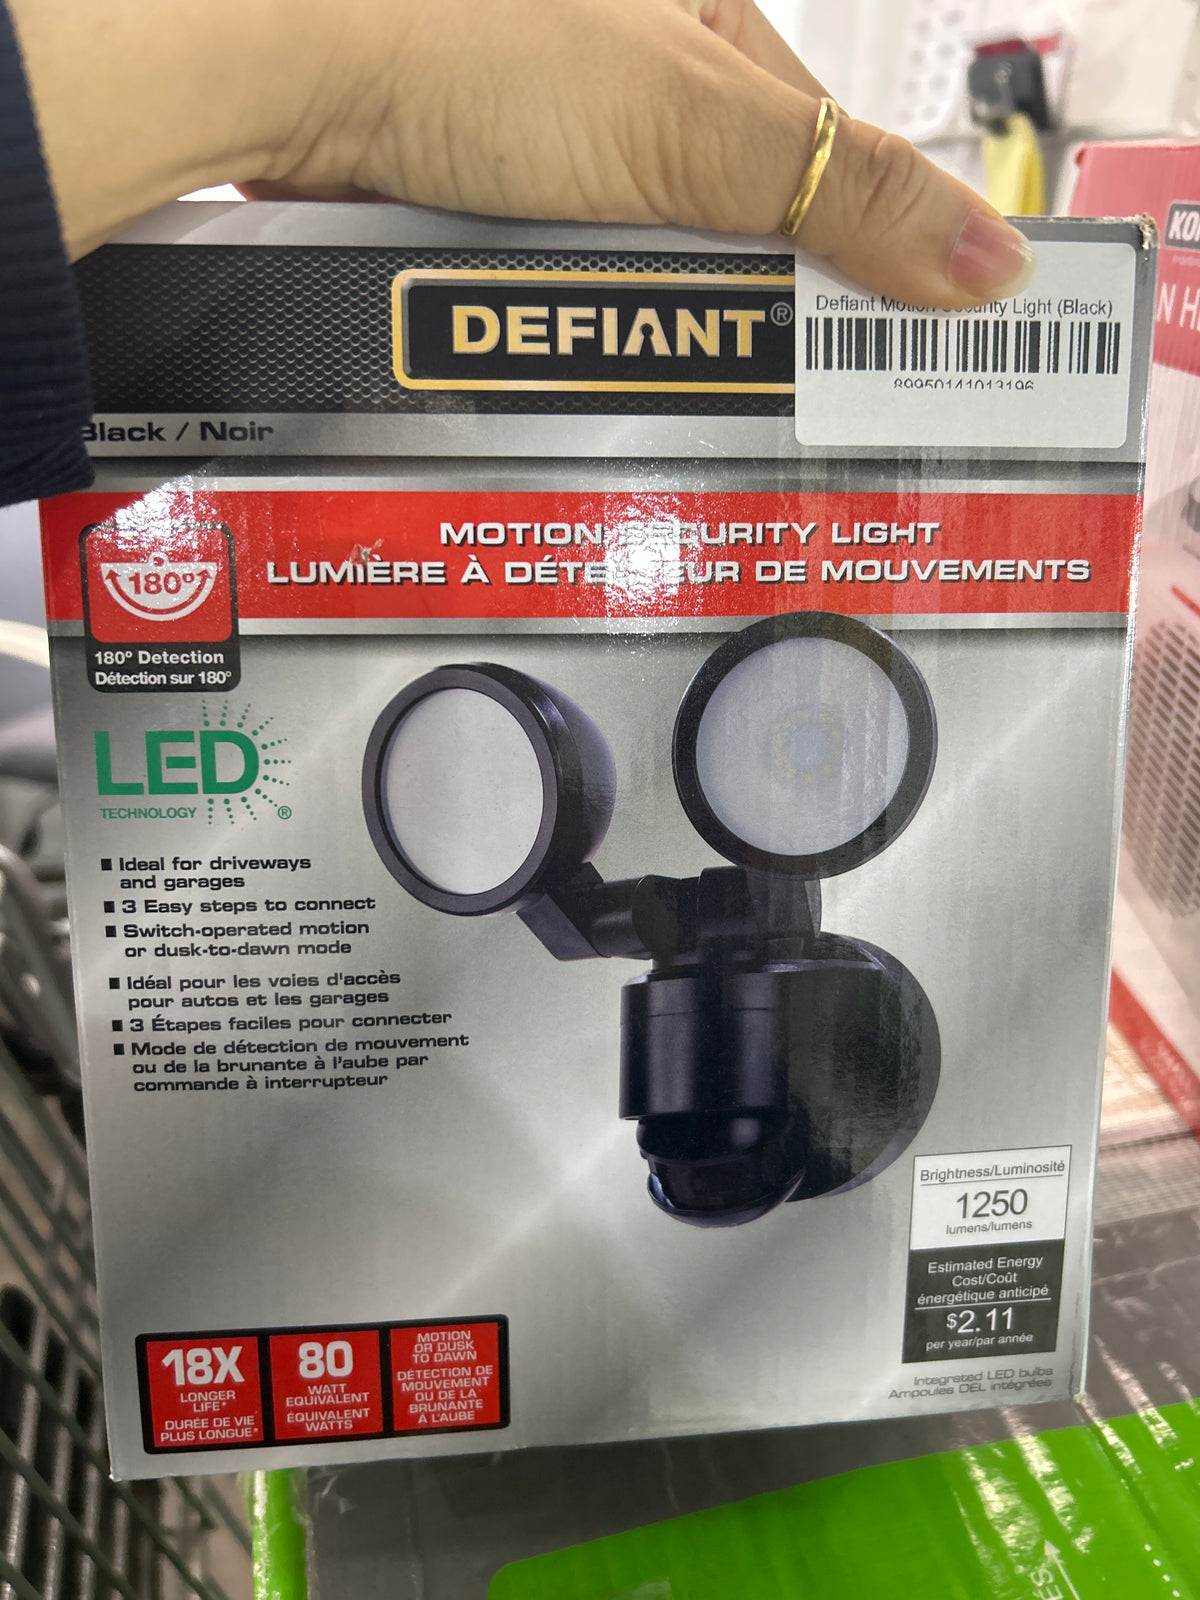 DEFIANT®
Defiant Motion Security Light (Black)
89950141013196
Black / Noir
MOTION SECURITY LIGHT
LUMIÈRE À DÉTECTEUR DE MOUVEMENTS
180°
180° Detection
Détection sur 180°
LED
TECHNOLOGY ®
■ Ideal for driveways
and garages
■ 3 Easy steps to connect
■ Switch-operated motion
or dusk-to-dawn mode
■ Idéal pour les voies d'accès
pour autos et les garages
■ 3 Étapes faciles pour connecter
■ Mode de détection de mouvement
ou de la brunante à l'aube par
commande à interrupteur
Brightness/Luminosité
1250
lumens/lumens
Estimated Energy
Cost/Coût
énergétique anticipé
$2.11
per year/par année
Integrated LED bulbs
Ampoules DEL intégrées
18X
LONGER
LIFE*
DURÉE DE VIE
PLUS LONGUE*
80
WATT
EQUIVALENT
ÉQUIVALENT
WATTS
MOTION
OR DUSK
TO DAWN
DÉTECTION DE
MOUVEMENT
OU DE LA
BRUNANTE
À L'AUBE